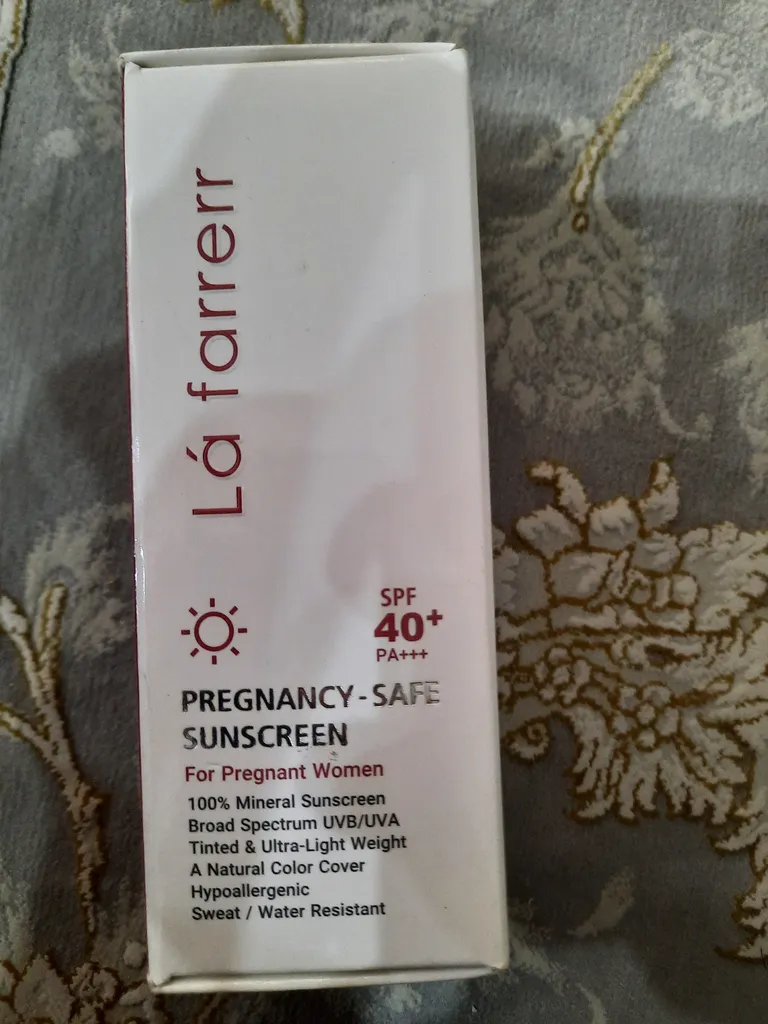 Lá farrerr
SPF
40+
PA+++
PREGNANCY-SAFE
SUNSCREEN
For Pregnant Women
100% Mineral Sunscreen
Broad Spectrum UVB/UVA
Tinted & Ultra-Light Weight
A Natural Color Cover
Hypoallergenic
Sweat / Water Resistant